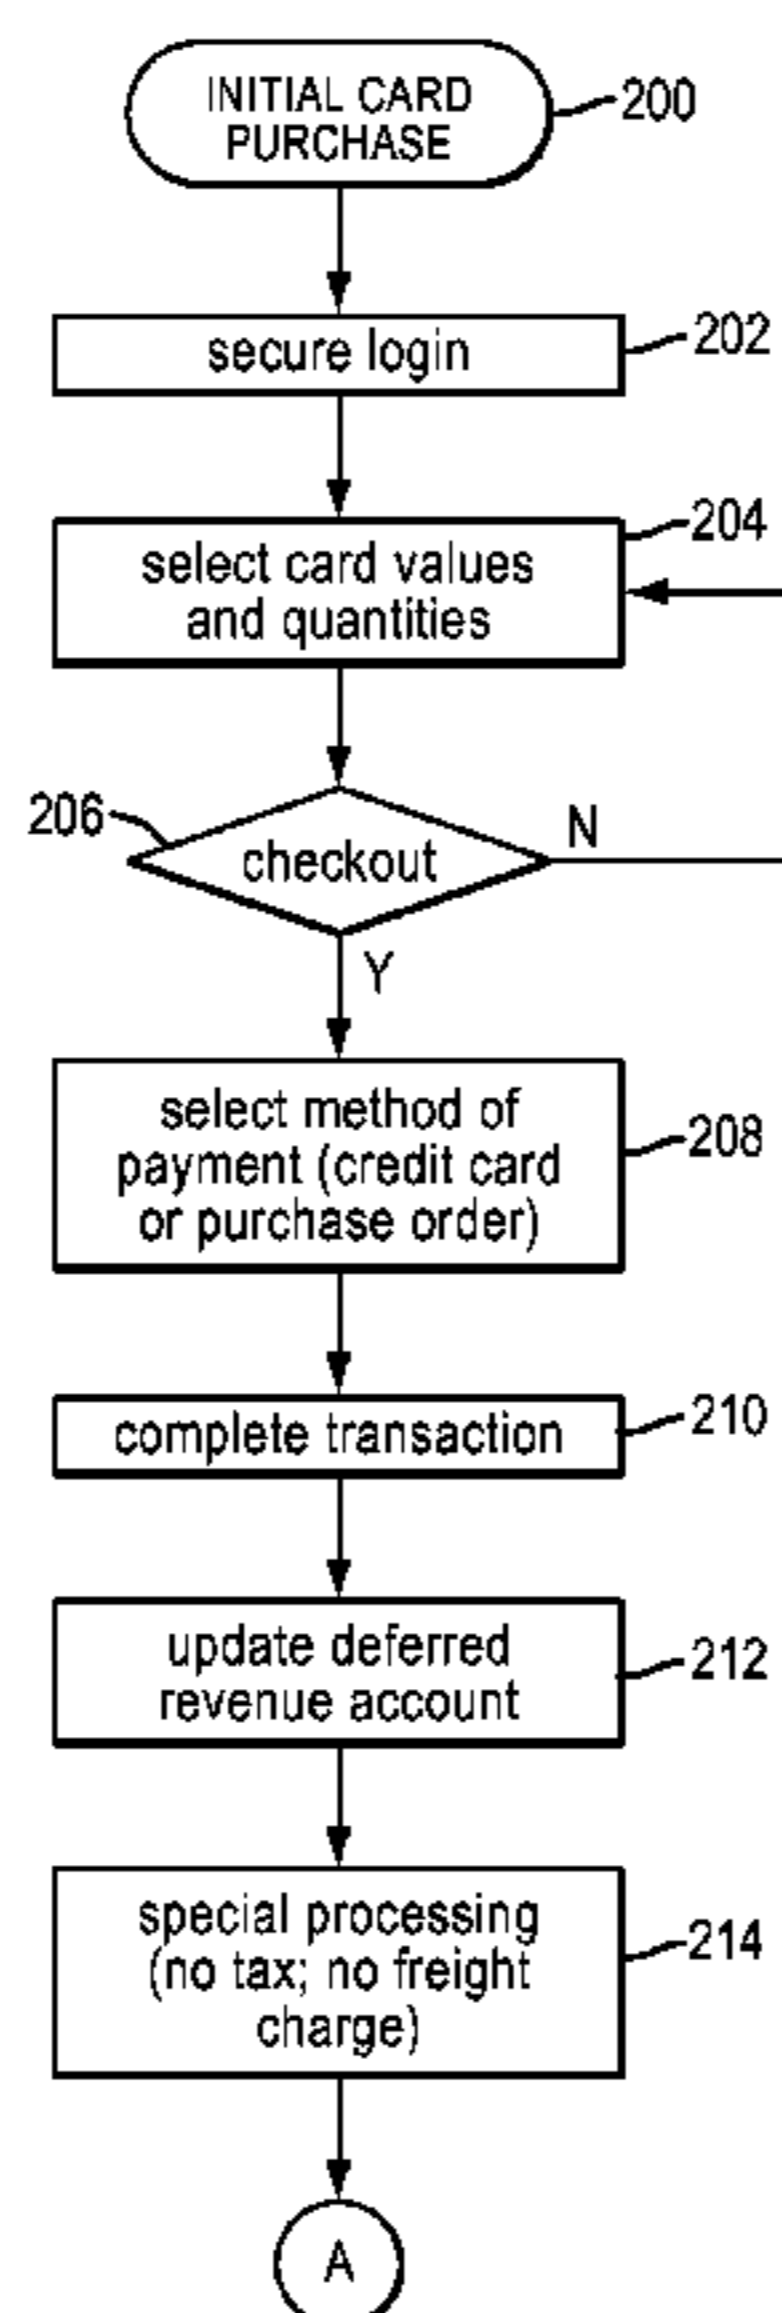 INITIAL CARD
PURCHASE
200
secure login
202
select card values
and quantities
204
206
checkout
N
Y
select method of
payment (credit card
or purchase order)
208
complete transaction
210
update deferred
revenue account
212
special processing
(no tax; no freight
charge)
214
A